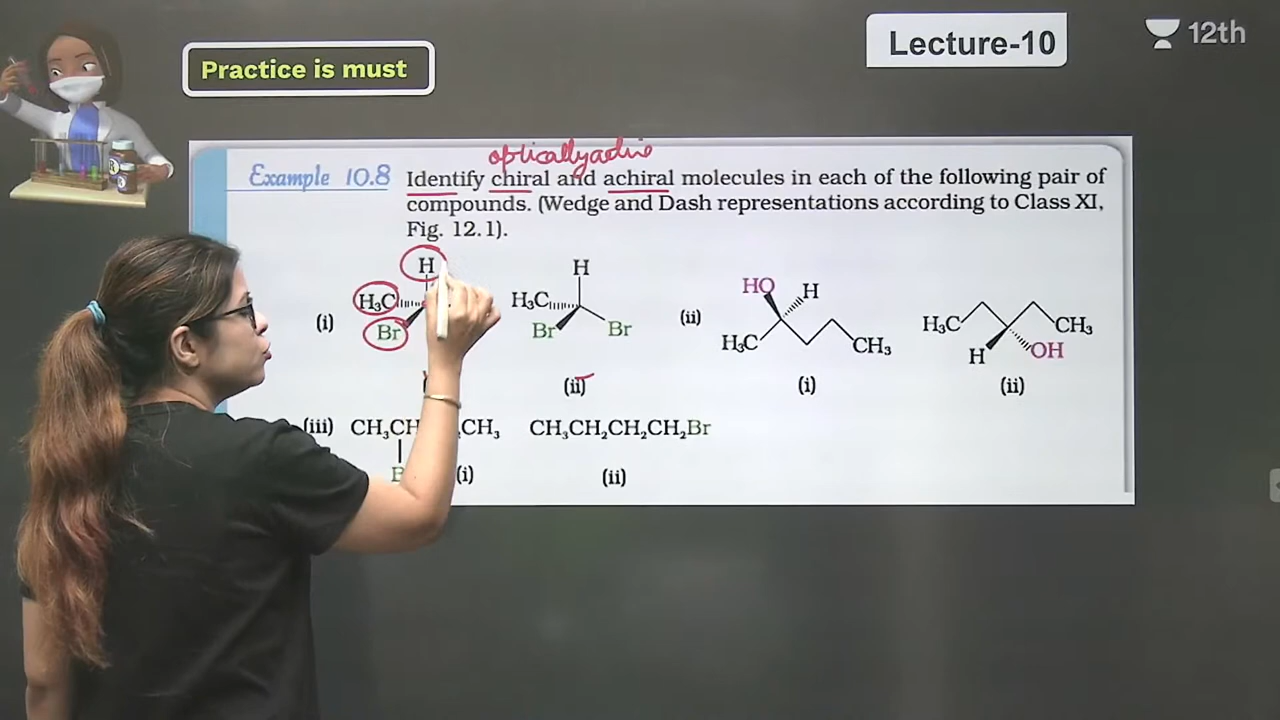 Lecture-10
12th
Practice is must
optically active
Example 10.8 Identify chiral and achiral molecules in each of the following pair of
compounds. (Wedge and Dash representations according to Class XI,
Fig. 12.1).
H H HO H
H₃C H₃C H₃C CH₃
(i) Br Br Br (ii) H₃C CH₃ H OH
(ii) (i) (ii)
(iii) CH₃CH CH₃ CH₃CH₂CH₂CH₂Br
(i) (ii)